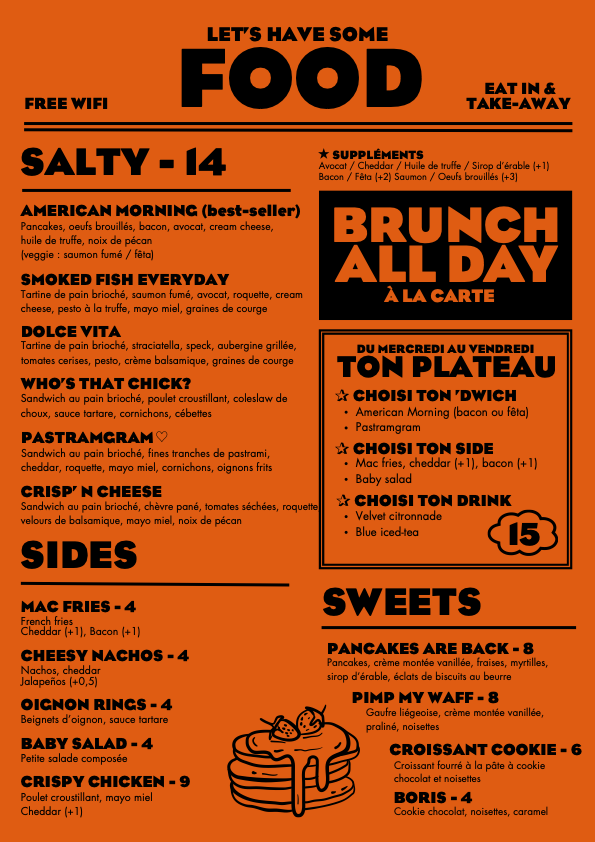 LET'S HAVE SOME
FOOD
FREE WIFI
EAT IN &
TAKE-AWAY
SALTY - 14
AMERICAN MORNING (best-seller)
Pancakes, oeufs brouillés, bacon, avocat, cream cheese,
huile de truffe, noix de pécan
(veggie : saumon fumé / fêta)
SMOKED FISH EVERYDAY
Tartine de pain brioché, saumon fumé, avocat, roquette, cream
cheese, pesto à la truffe, mayo miel, graines de courge
DOLCE VITA
Tartine de pain brioché, straciatella, speck, aubergine grillée,
tomates cerises, pesto, crème balsamique, graines de courge
WHO'S THAT CHICK?
Sandwich au pain brioché, poulet croustillant, coleslaw de
choux, sauce tartare, cornichons, cébettes
PASTRAMGRAM♡
Sandwich au pain brioché, fines tranches de pastrami,
cheddar, roquette, mayo miel, cornichons, oignons frits
CRISP' N CHEESE
Sandwich au pain brioché, chèvre pané, tomates séchées, roquette,
velours de balsamique, mayo miel, noix de pécan
SIDES
MAC FRIES - 4
French fries
Cheddar (+1), Bacon (+1)
CHEESY NACHOS - 4
Nachos, cheddar
Jalapeños (+0,5)
OIGNON RINGS - 4
Beignets d'oignon, sauce tartare
BABY SALAD - 4
Petite salade composée
CRISPY CHICKEN - 9
Poulet croustillant, mayo miel
Cheddar (+1)
★ SUPPLÉMENTS
Avocat / Cheddar / Huile de truffe / Sirop d'érable (+1)
Bacon / Fêta (+2) Saumon / Oeufs brouillés (+3)
BRUNCH
ALL DAY
À LA CARTE
DU MERCREDI AU VENDREDI
TON PLATEAU
☆ CHOISI TON 'DWICH
• American Morning (bacon ou fêta)
• Pastramgram
☆ CHOISI TON SIDE
• Mac fries, cheddar (+1), bacon (+1)
• Baby salad
☆ CHOISI TON DRINK
• Velvet citronnade
• Blue iced-tea
15
SWEETS
PANCAKES ARE BACK - 8
Pancakes, crème montée vanillée, fraises, myrtilles,
sirop d'érable, éclats de biscuits au beurre
PIMP MY WAFF - 8
Gaufre liégeoise, crème montée vanillée,
praliné, noisettes
CROISSANT COOKIE - 6
Croissant fourré à la pâte à cookie
chocolat et noisettes
BORIS - 4
Cookie chocolat, noisettes, caramel